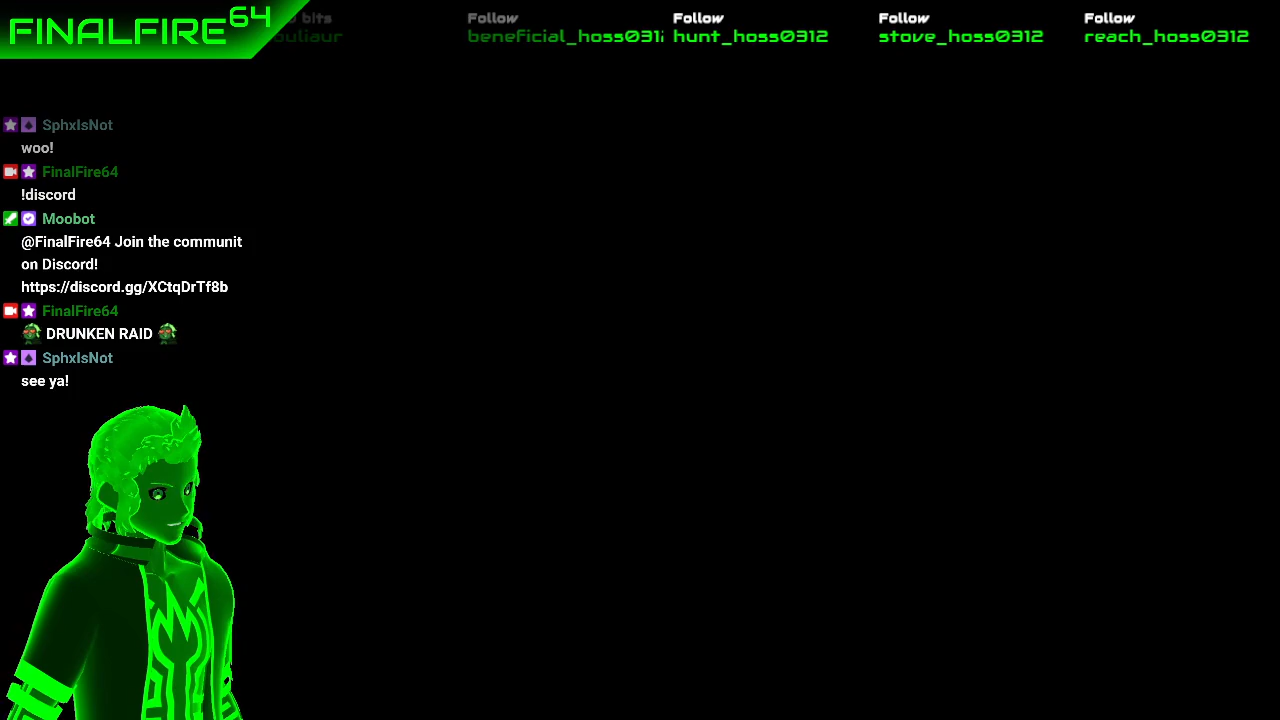 FINALFIRE64
bits
Follow
beneficial_hoss031
Follow
hunt_hoss0312
Follow
stove_hoss0312
Follow
reach_hoss0312
SphxIsNot
woo!
FinalFire64
!discord
Moobot
@FinalFire64 Join the communit
on Discord!
https://discord.gg/XCtqDrTf8b
FinalFire64
DRUNKEN RAID
SphxIsNot
see ya!